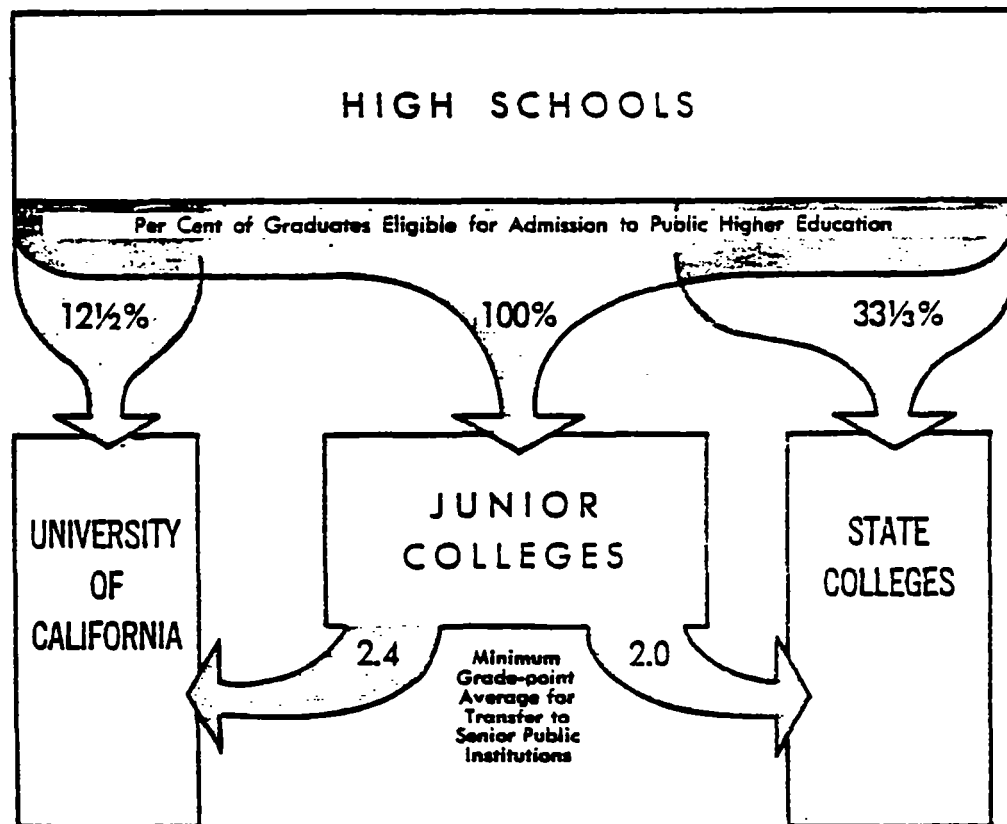 HIGH SCHOOLS
Per Cent of Graduates Eligible for Admission to Public Higher Education
12½%
100%
33⅓%
UNIVERSITY
OF
CALIFORNIA
JUNIOR
COLLEGES
STATE
COLLEGES
2.4
Minimum
Grade-point
Average for
Transfer to
Senior Public
Institutions
2.0